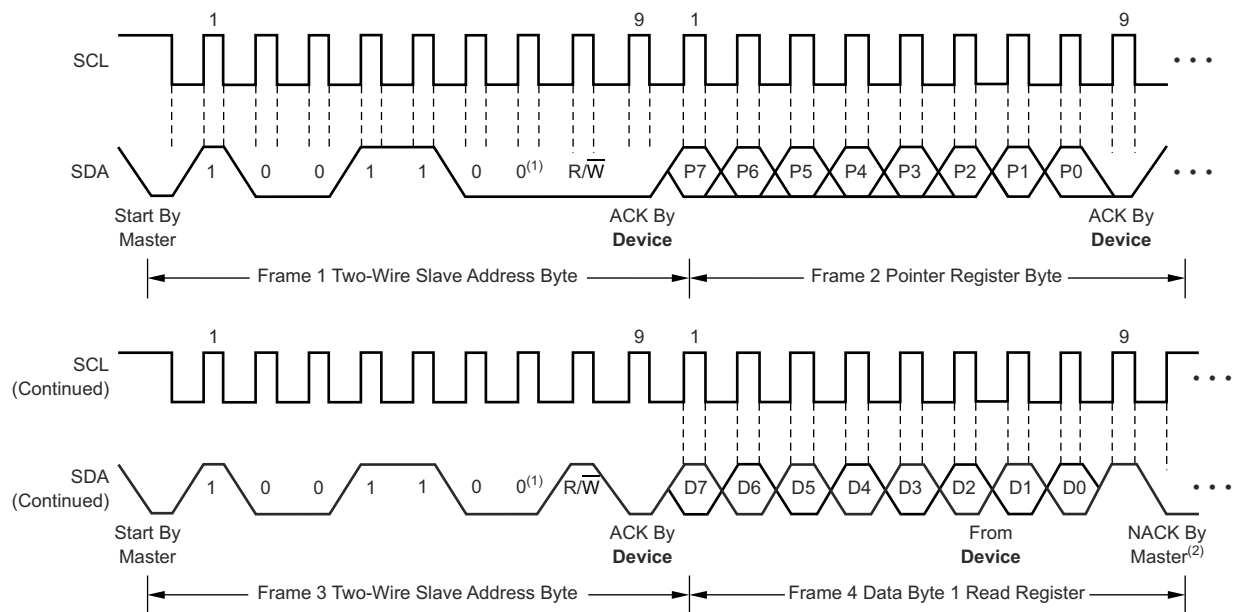 1 9 1 9
SCL
SDA
1 0 0 1 1 0 0(1) R/W P7 P6 P5 P4 P3 P2 P1 P0
Start By
Master
ACK By
Device
ACK By
Device
Frame 1 Two-Wire Slave Address Byte
Frame 2 Pointer Register Byte
1 9 1 9
SCL
(Continued)
SDA
(Continued)
1 0 0 1 1 0 0(1) R/W D7 D6 D5 D4 D3 D2 D1 D0
Start By
Master
ACK By
Device
From
Device
NACK By
Master(2)
Frame 3 Two-Wire Slave Address Byte
Frame 4 Data Byte 1 Read Register